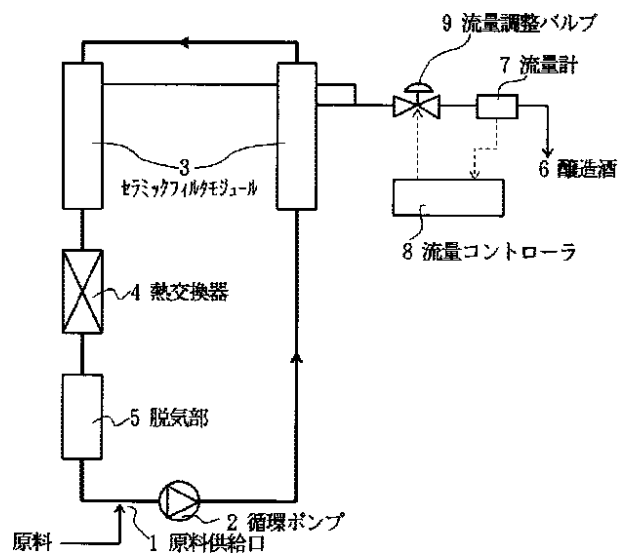 9 流量調整バルブ
7 流量計
3
セラミックフィルタモジュール
6 醸造酒
8 流量コントローラ
4 熱交換器
5 脱気部
2 循環ポンプ
原料
1 原料供給口